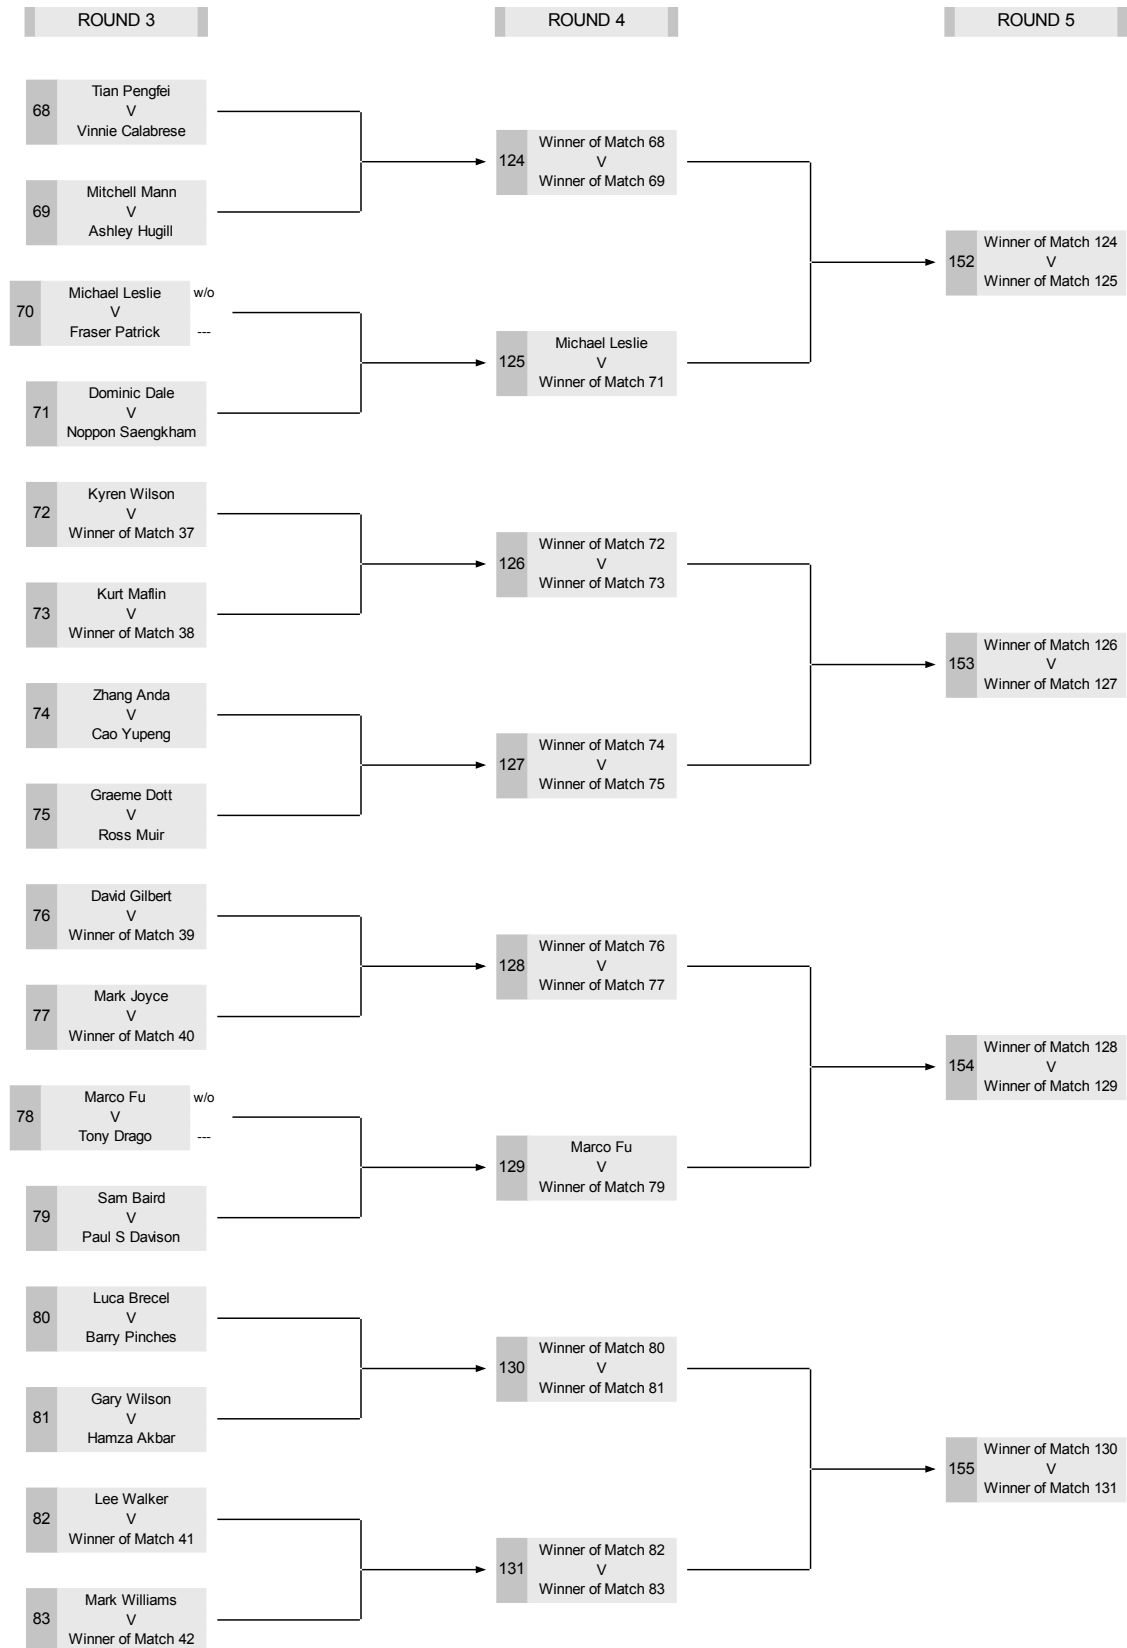 ROUND 3
ROUND 4
ROUND 5
68
Tian Pengfei
V
Vinnie Calabrese
69
Mitchell Mann
V
Ashley Hugill
70
Michael Leslie
w/o
V
Fraser Patrick
---
71
Dominic Dale
V
Noppon Saengkham
72
Kyren Wilson
V
Winner of Match 37
73
Kurt Maflin
V
Winner of Match 38
74
Zhang Anda
V
Cao Yupeng
75
Graeme Dott
V
Ross Muir
76
David Gilbert
V
Winner of Match 39
77
Mark Joyce
V
Winner of Match 40
78
Marco Fu
w/o
V
Tony Drago
---
79
Sam Baird
V
Paul S Davison
80
Luca Brecel
V
Barry Pinches
81
Gary Wilson
V
Hamza Akbar
82
Lee Walker
V
Winner of Match 41
83
Mark Williams
V
Winner of Match 42
124
Winner of Match 68
V
Winner of Match 69
125
Michael Leslie
V
Winner of Match 71
126
Winner of Match 72
V
Winner of Match 73
127
Winner of Match 74
V
Winner of Match 75
128
Winner of Match 76
V
Winner of Match 77
129
Marco Fu
V
Winner of Match 79
130
Winner of Match 80
V
Winner of Match 81
131
Winner of Match 82
V
Winner of Match 83
152
Winner of Match 124
V
Winner of Match 125
153
Winner of Match 126
V
Winner of Match 127
154
Winner of Match 128
V
Winner of Match 129
155
Winner of Match 130
V
Winner of Match 131